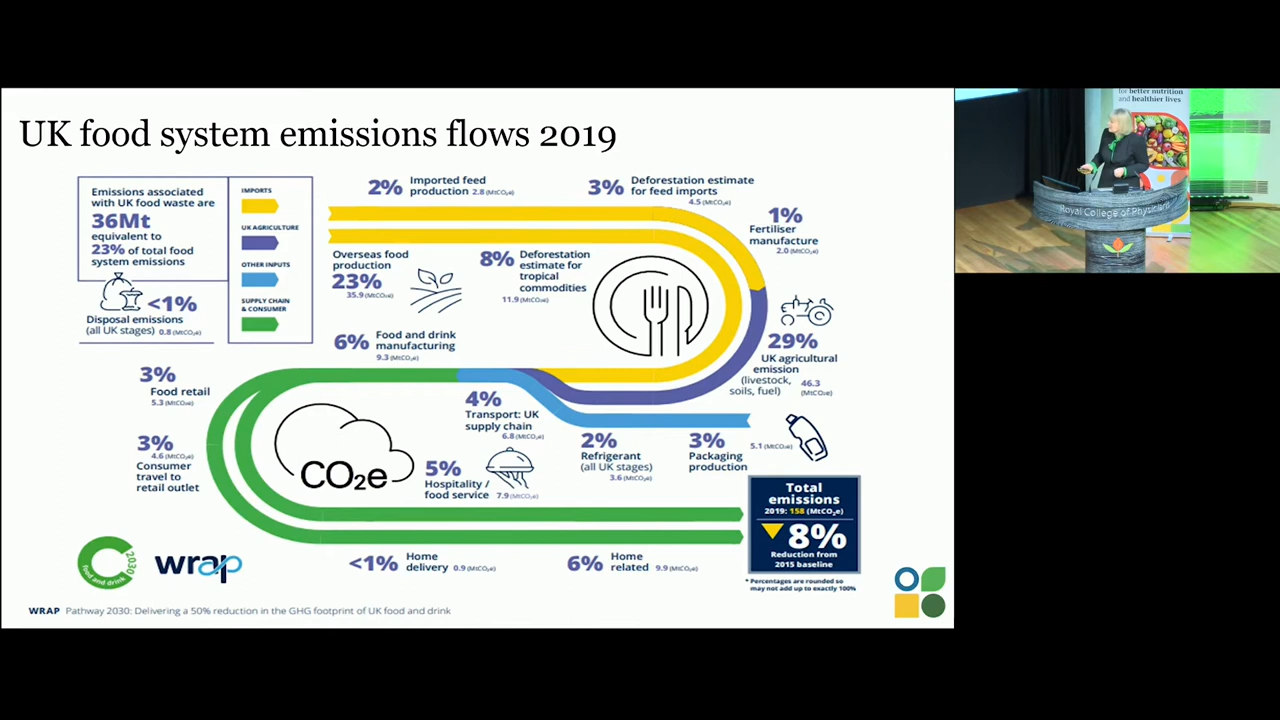 UK food system emissions flows 2019
Emissions associated
with UK food waste are
36Mt
equivalent to
23% of total food
system emissions
<1%
Disposal emissions
(all UK stages) 0.8 (MtCO₂e)
IMPORTS
UK AGRICULTURE
OTHER INPUTS
SUPPLY CHAIN
& CONSUMER
2% Imported feed
production 2.8 (MtCO₂e)
3% Deforestation estimate
for feed imports
4.5 (MtCO₂e)
1%
Fertiliser
manufacture
2.0 (MtCO₂e)
Overseas food
production
23%
35.9 (MtCO₂e)
8% Deforestation
estimate for
tropical
commodities
11.9 (MtCO₂e)
29%
UK agricultural
emission
(livestock,
soils, fuel)
46.3
(MtCO₂e)
6% Food and drink
manufacturing
9.3 (MtCO₂e)
3%
Food retail
5.3 (MtCO₂e)
4%
Transport: UK
supply chain
6.8 (MtCO₂e)
2%
Refrigerant
(all UK stages)
3.6 (MtCO₂e)
3%
Packaging
production
5.1 (MtCO₂e)
3%
4.6 (MtCO₂e)
Consumer
travel to
retail outlet
CO₂e
5%
Hospitality /
food service 7.9 (MtCO₂e)
Total
emissions
2019: 158 (MtCO₂e)
8%
Reduction from
2015 baseline
<1% Home
delivery 0.9 (MtCO₂e)
6% Home
related 9.9 (MtCO₂e)
* Percentages are rounded so
may not add up to exactly 100%
food and drink 2030
wrap
WRAP Pathway 2030: Delivering a 50% reduction in the GHG footprint of UK food and drink
for better nutrition
and healthier lives
Royal College of Physicians